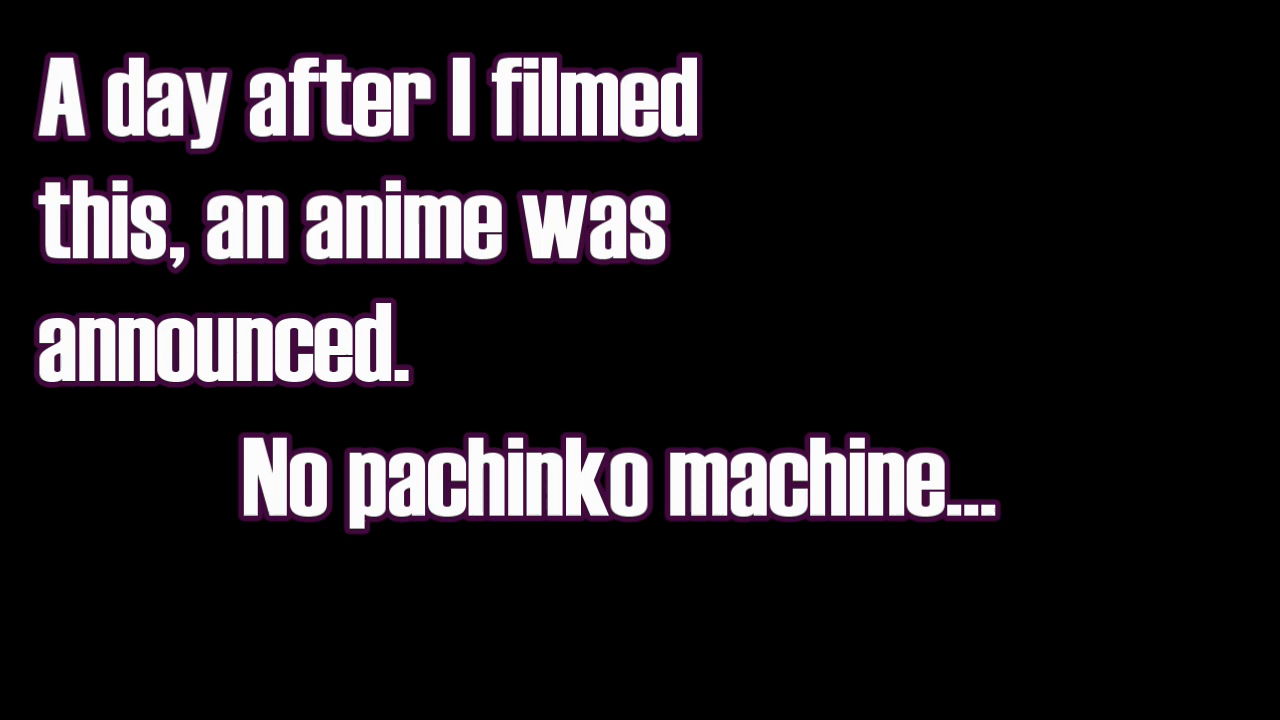 A day after I filmed
this, an anime was
announced.
No pachinko machine...